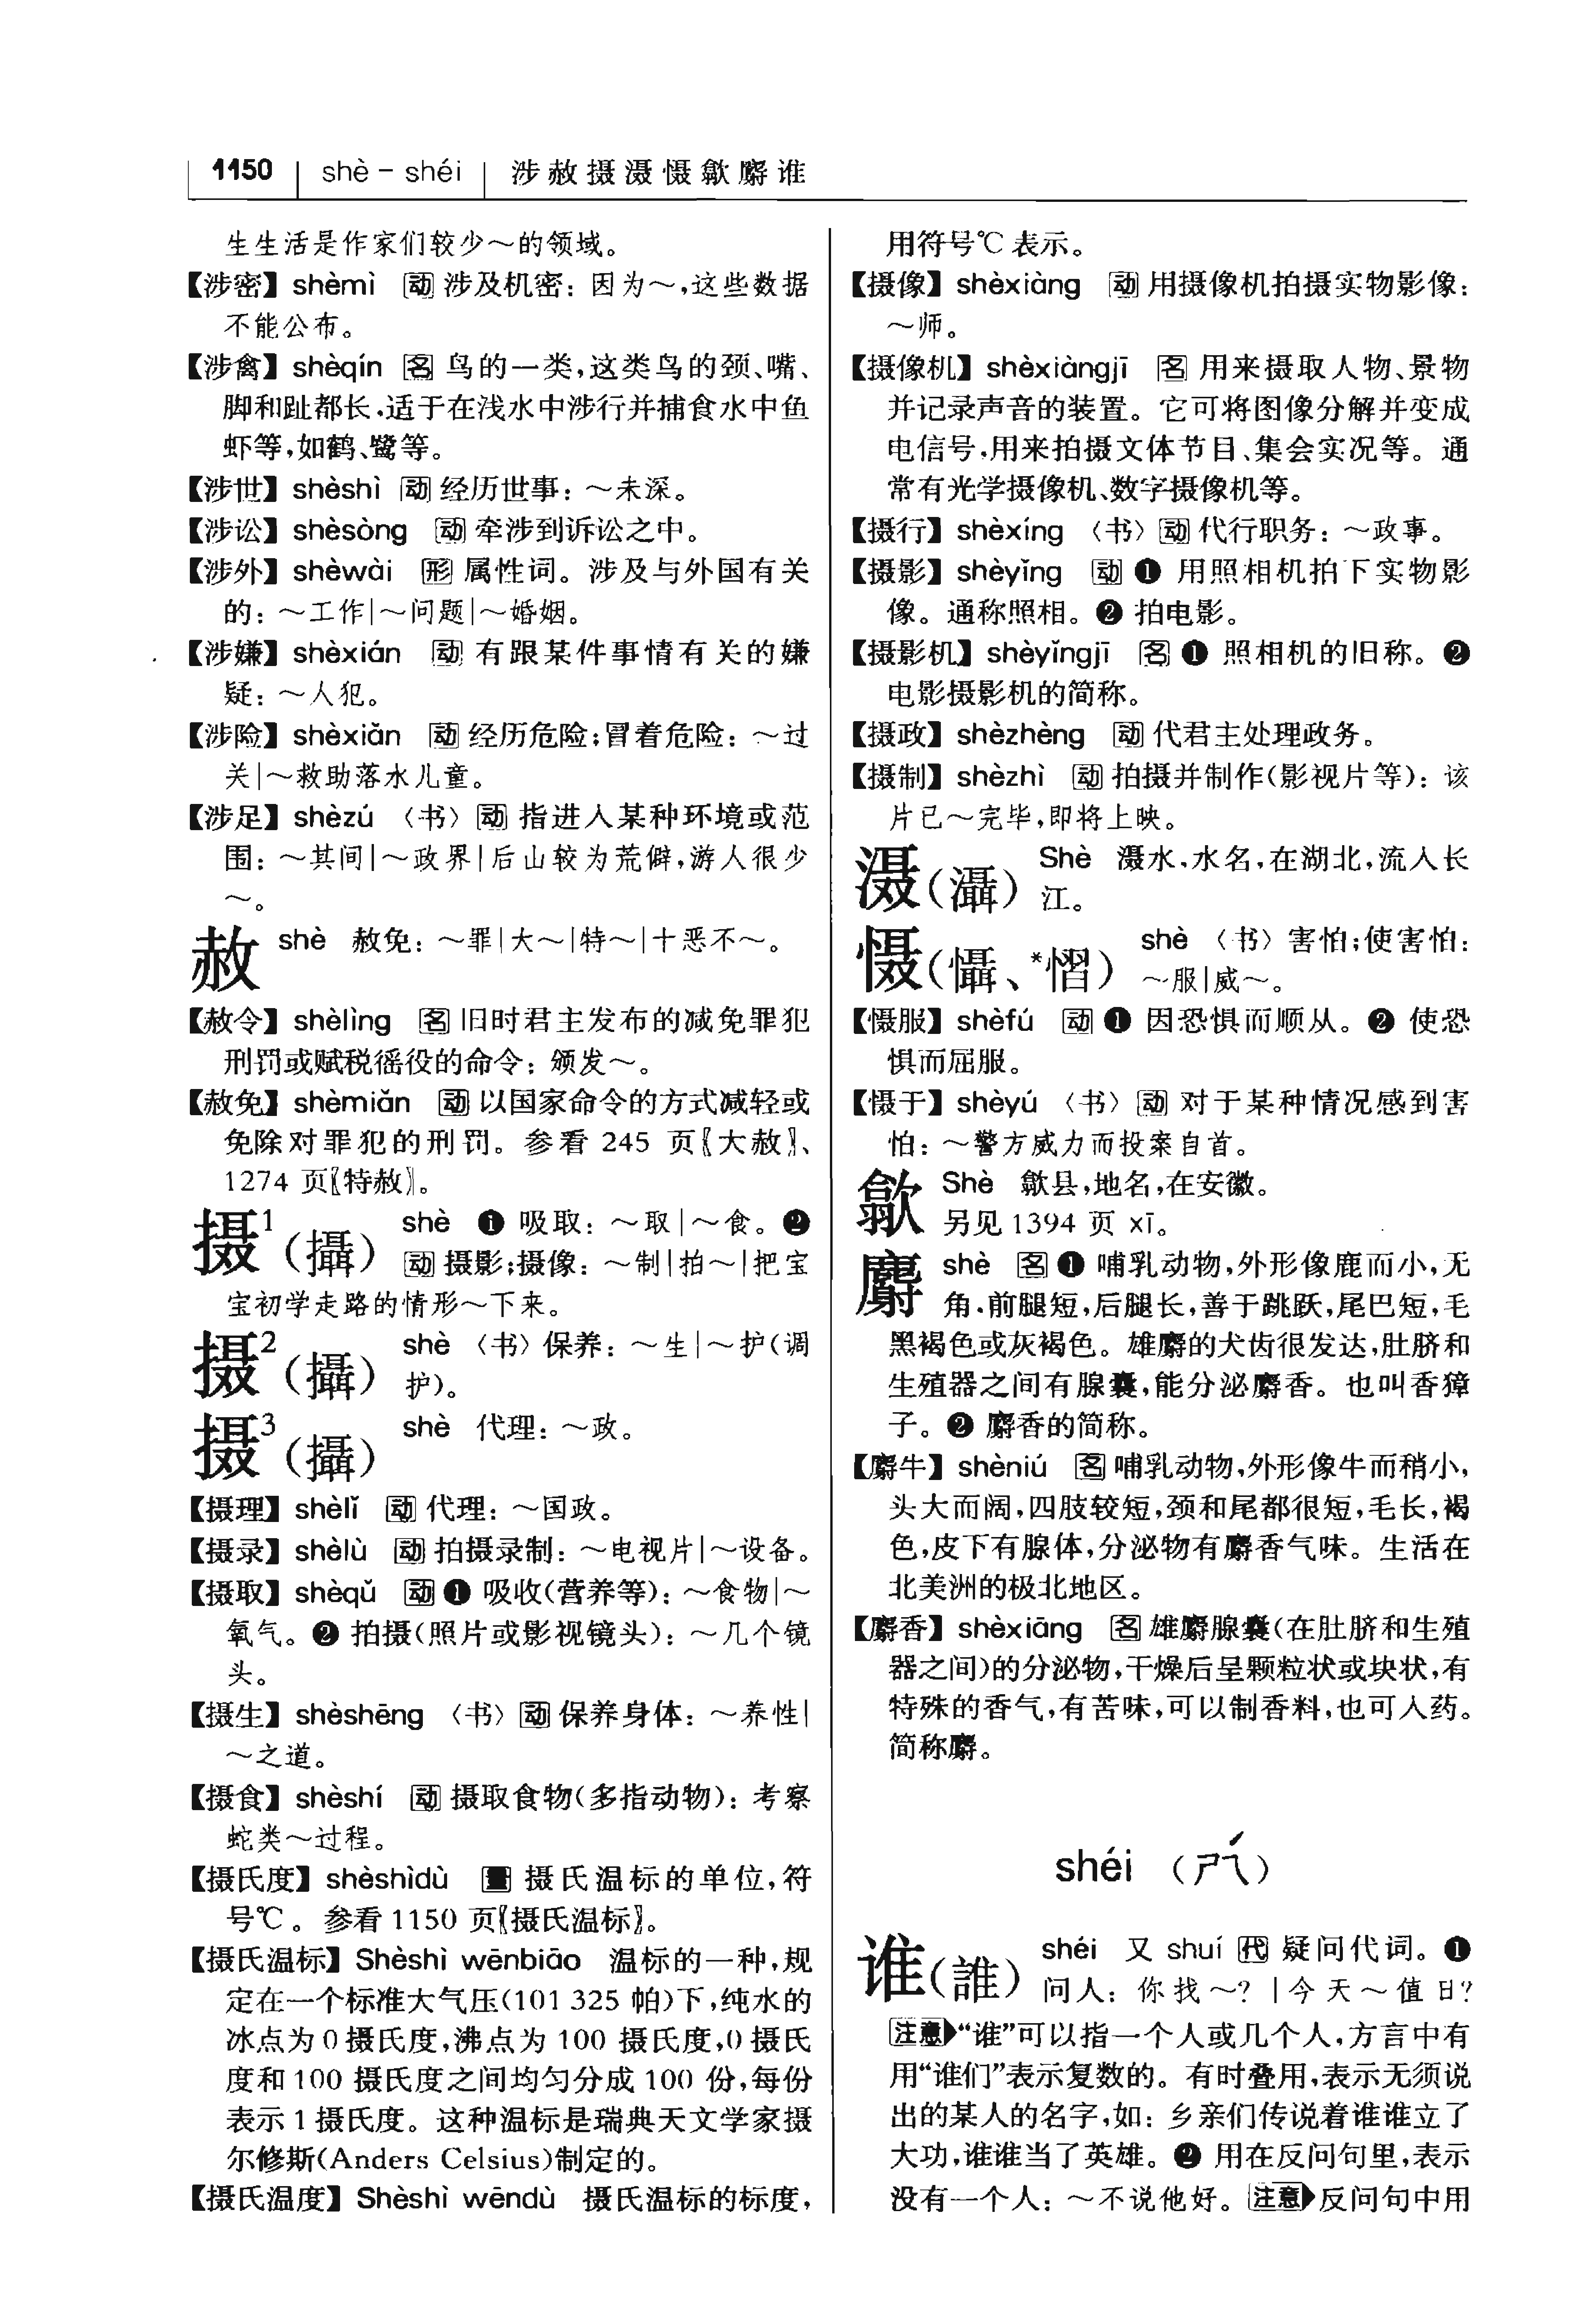 1150 shè – shéi 涉赦摄滠慑歙麝谁
生生活是作家们较少～的领域。
【涉密】shèmì 动 涉及机密：因为～，这些数据
不能公布。
【涉禽】shèqín 名 鸟的一类，这类鸟的颈、嘴、
脚和趾都长，适于在浅水中涉行并捕食水中鱼
虾等，如鹤、鹭等。
【涉世】shèshì 动 经历世事：～未深。
【涉讼】shèsòng 动 牵涉到诉讼之中。
【涉外】shèwài 形 属性词。涉及与外国有关
的：～工作|～问题|～婚姻。
【涉嫌】shèxián 动 有跟某件事情有关的嫌
疑：～人犯。
【涉险】shèxiǎn 动 经历危险；冒着危险：～过
关|～救助落水儿童。
【涉足】shèzú 〈书〉动 指进入某种环境或范
围：～其间|～政界|后山较为荒僻，游人很少
～。
赦 shè 赦免：～罪|大～|特～|十恶不～。
【赦令】shèlìng 名 旧时君主发布的减免罪犯
刑罚或赋税徭役的命令：颁发～。
【赦免】shèmiǎn 动 以国家命令的方式减轻或
免除对罪犯的刑罚。参看 245 页〖大赦〗、
1274 页〖特赦〗。
摄1（攝） shè ❶ 吸取：～取|～食。❷
动 摄影；摄像：～制|拍～|把宝
宝初学走路的情形～下来。
摄2（攝） shè 〈书〉保养：～生|～护（调
护）。
摄3（攝） shè 代理：～政。
【摄理】shèlǐ 动 代理：～国政。
【摄录】shèlù 动 拍摄录制：～电视片|～设备。
【摄取】shèqǔ 动 ❶ 吸收（营养等）：～食物|～
氧气。❷ 拍摄（照片或影视镜头）：～几个镜
头。
【摄生】shèshēng 〈书〉动 保养身体：～养性|
～之道。
【摄食】shèshí 动 摄取食物（多指动物）：考察
蛇类～过程。
【摄氏度】shèshìdù 量 摄氏温标的单位，符
号℃。参看 1150 页〖摄氏温标〗。
【摄氏温标】Shèshì wēnbiāo 温标的一种，规
定在一个标准大气压（101 325 帕）下，纯水的
冰点为 0 摄氏度，沸点为 100 摄氏度，0 摄氏
度和 100 摄氏度之间均匀分成 100 份，每份
表示 1 摄氏度。这种温标是瑞典天文学家摄
尔修斯（Anders Celsius）制定的。
【摄氏温度】Shèshì wēndù 摄氏温标的标度，
用符号℃表示。
【摄像】shèxiàng 动 用摄像机拍摄实物影像：
～师。
【摄像机】shèxiàngjī 名 用来摄取人物、景物
并记录声音的装置。它可将图像分解并变成
电信号，用来拍摄文体节目、集会实况等。通
常有光学摄像机、数字摄像机等。
【摄行】shèxíng 〈书〉动 代行职务：～政事。
【摄影】shèyǐng 动 ❶ 用照相机拍下实物影
像。通称照相。❷ 拍电影。
【摄影机】shèyǐngjī 名 ❶ 照相机的旧称。❷
电影摄影机的简称。
【摄政】shèzhèng 动 代君主处理政务。
【摄制】shèzhì 动 拍摄并制作（影视片等）：该
片已～完毕，即将上映。
滠（灄） Shè 滠水，水名，在湖北，流入长
江。
慑（懾、*慴） shè 〈书〉害怕；使害怕：
～服|威～。
【慑服】shèfú 动 ❶ 因恐惧而顺从。❷ 使恐
惧而屈服。
【慑于】shèyú 〈书〉动 对于某种情况感到害
怕：～警方威力而投案自首。
歙 Shè 歙县，地名，在安徽。
另见 1394 页 xī。
麝 shè 名 ❶ 哺乳动物，外形像鹿而小，无
角，前腿短，后腿长，善于跳跃，尾巴短，毛
黑褐色或灰褐色。雄麝的犬齿很发达，肚脐和
生殖器之间有腺囊，能分泌麝香。也叫香獐
子。❷ 麝香的简称。
【麝牛】shèniú 名 哺乳动物，外形像牛而稍小，
头大而阔，四肢较短，颈和尾都很短，毛长，褐
色，皮下有腺体，分泌物有麝香气味。生活在
北美洲的极北地区。
【麝香】shèxiāng 名 雄麝腺囊（在肚脐和生殖
器之间）的分泌物，干燥后呈颗粒状或块状，有
特殊的香气，有苦味，可以制香料，也可入药。
简称麝。
shéi （ㄕㄟˊ）
谁（誰） shéi 又 shuí 代 疑问代词。❶
问人：你找～？|今天～值日？
注意▶“谁”可以指一个人或几个人，方言中有
用“谁们”表示复数的。有时叠用，表示无须说
出的某人的名字，如：乡亲们传说着谁谁立了
大功，谁谁当了英雄。❷ 用在反问句里，表示
没有一个人：～不说他好。注意▶反问句中用